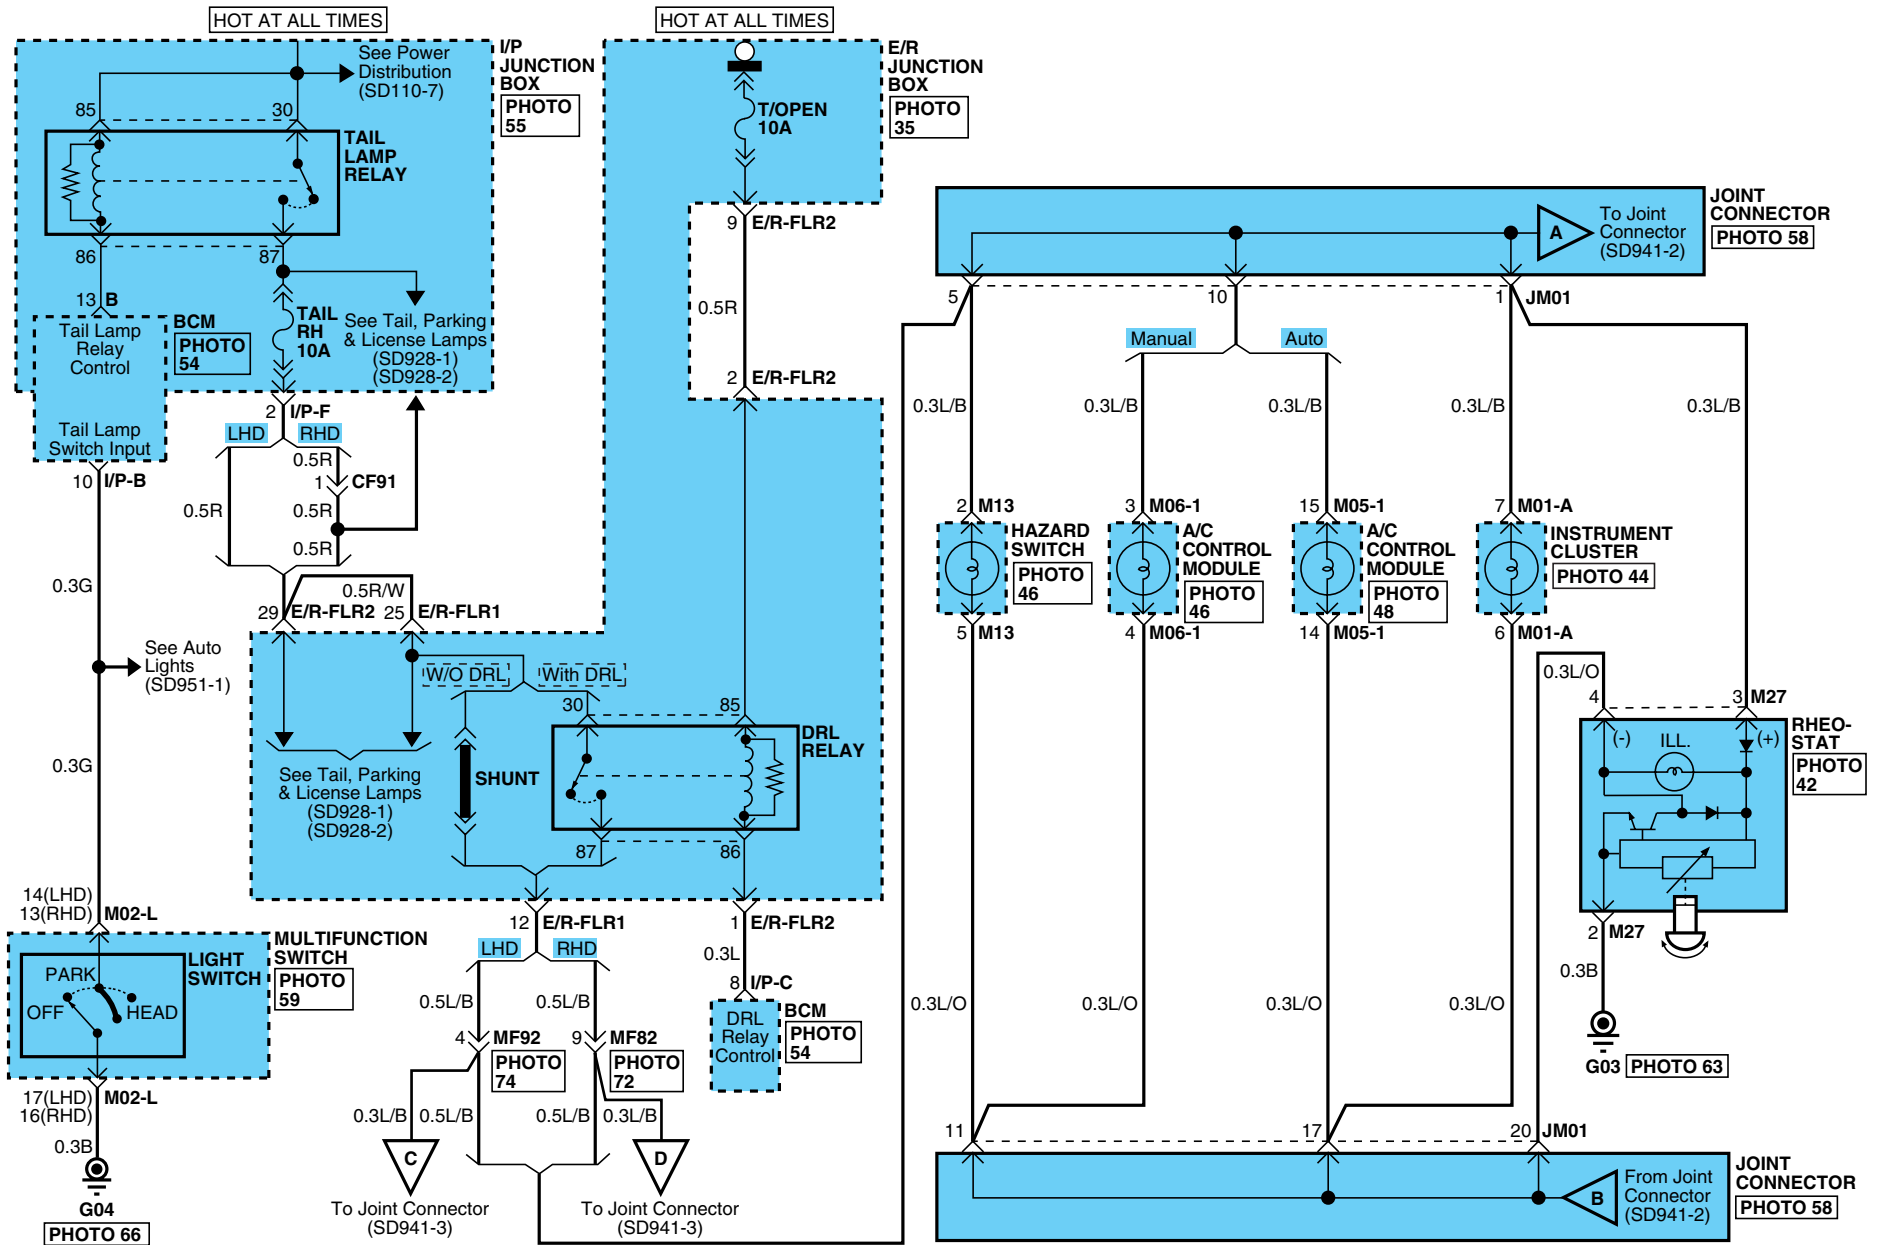 HOT AT ALL TIMES
See Power
Distribution
(SD110-7)
I/P
JUNCTION
BOX
PHOTO
55
85
30
TAIL
LAMP
RELAY
86
87
13 B
Tail Lamp
Relay
Control
BCM
PHOTO
54
TAIL
RH
10A
See Tail, Parking
& License Lamps
(SD928-1)
(SD928-2)
Tail Lamp
Switch Input
10 I/P-B
2 I/P-F
LHD
RHD
0.5R
1 CF91
0.5R
0.5R
0.5R
0.3G
0.5R/W
29 E/R-FLR2
25 E/R-FLR1
See Auto
Lights
(SD951-1)
0.3G
HOT AT ALL TIMES
E/R
JUNCTION
BOX
PHOTO
35
T/OPEN
10A
9 E/R-FLR2
0.5R
2 E/R-FLR2
W/O DRL
With DRL
30
85
DRL
RELAY
SHUNT
See Tail, Parking
& License Lamps
(SD928-1)
(SD928-2)
87
86
14(LHD)
13(RHD) M02-L
MULTIFUNCTION
SWITCH
PHOTO
59
LIGHT
SWITCH
PARK
OFF
HEAD
17(LHD)
16(RHD)
M02-L
0.3B
G04
PHOTO 66
12 E/R-FLR1
LHD
RHD
0.5L/B
0.5L/B
4 MF92
PHOTO
74
9 MF82
PHOTO
72
0.3L/B
0.5L/B
0.5L/B
0.3L/B
C
D
To Joint Connector
(SD941-3)
To Joint Connector
(SD941-3)
1 E/R-FLR2
0.3L
8 I/P-C
DRL
Relay
Control
BCM
PHOTO
54
JOINT
CONNECTOR
PHOTO 58
A
To Joint
Connector
(SD941-2)
5
10
1 JM01
Manual
Auto
0.3L/B
0.3L/B
0.3L/B
0.3L/B
0.3L/B
2 M13
3 M06-1
15 M05-1
7 M01-A
HAZARD
SWITCH
PHOTO
46
A/C
CONTROL
MODULE
PHOTO
46
A/C
CONTROL
MODULE
PHOTO
48
INSTRUMENT
CLUSTER
PHOTO 44
5 M13
4 M06-1
14 M05-1
6 M01-A
0.3L/O
4
3 M27
RHEO-
STAT
PHOTO
42
(-)
ILL.
(+)
2 M27
0.3B
G03 PHOTO 63
0.3L/O
0.3L/O
0.3L/O
0.3L/O
11
17
20 JM01
B
From Joint
Connector
(SD941-2)
JOINT
CONNECTOR
PHOTO 58